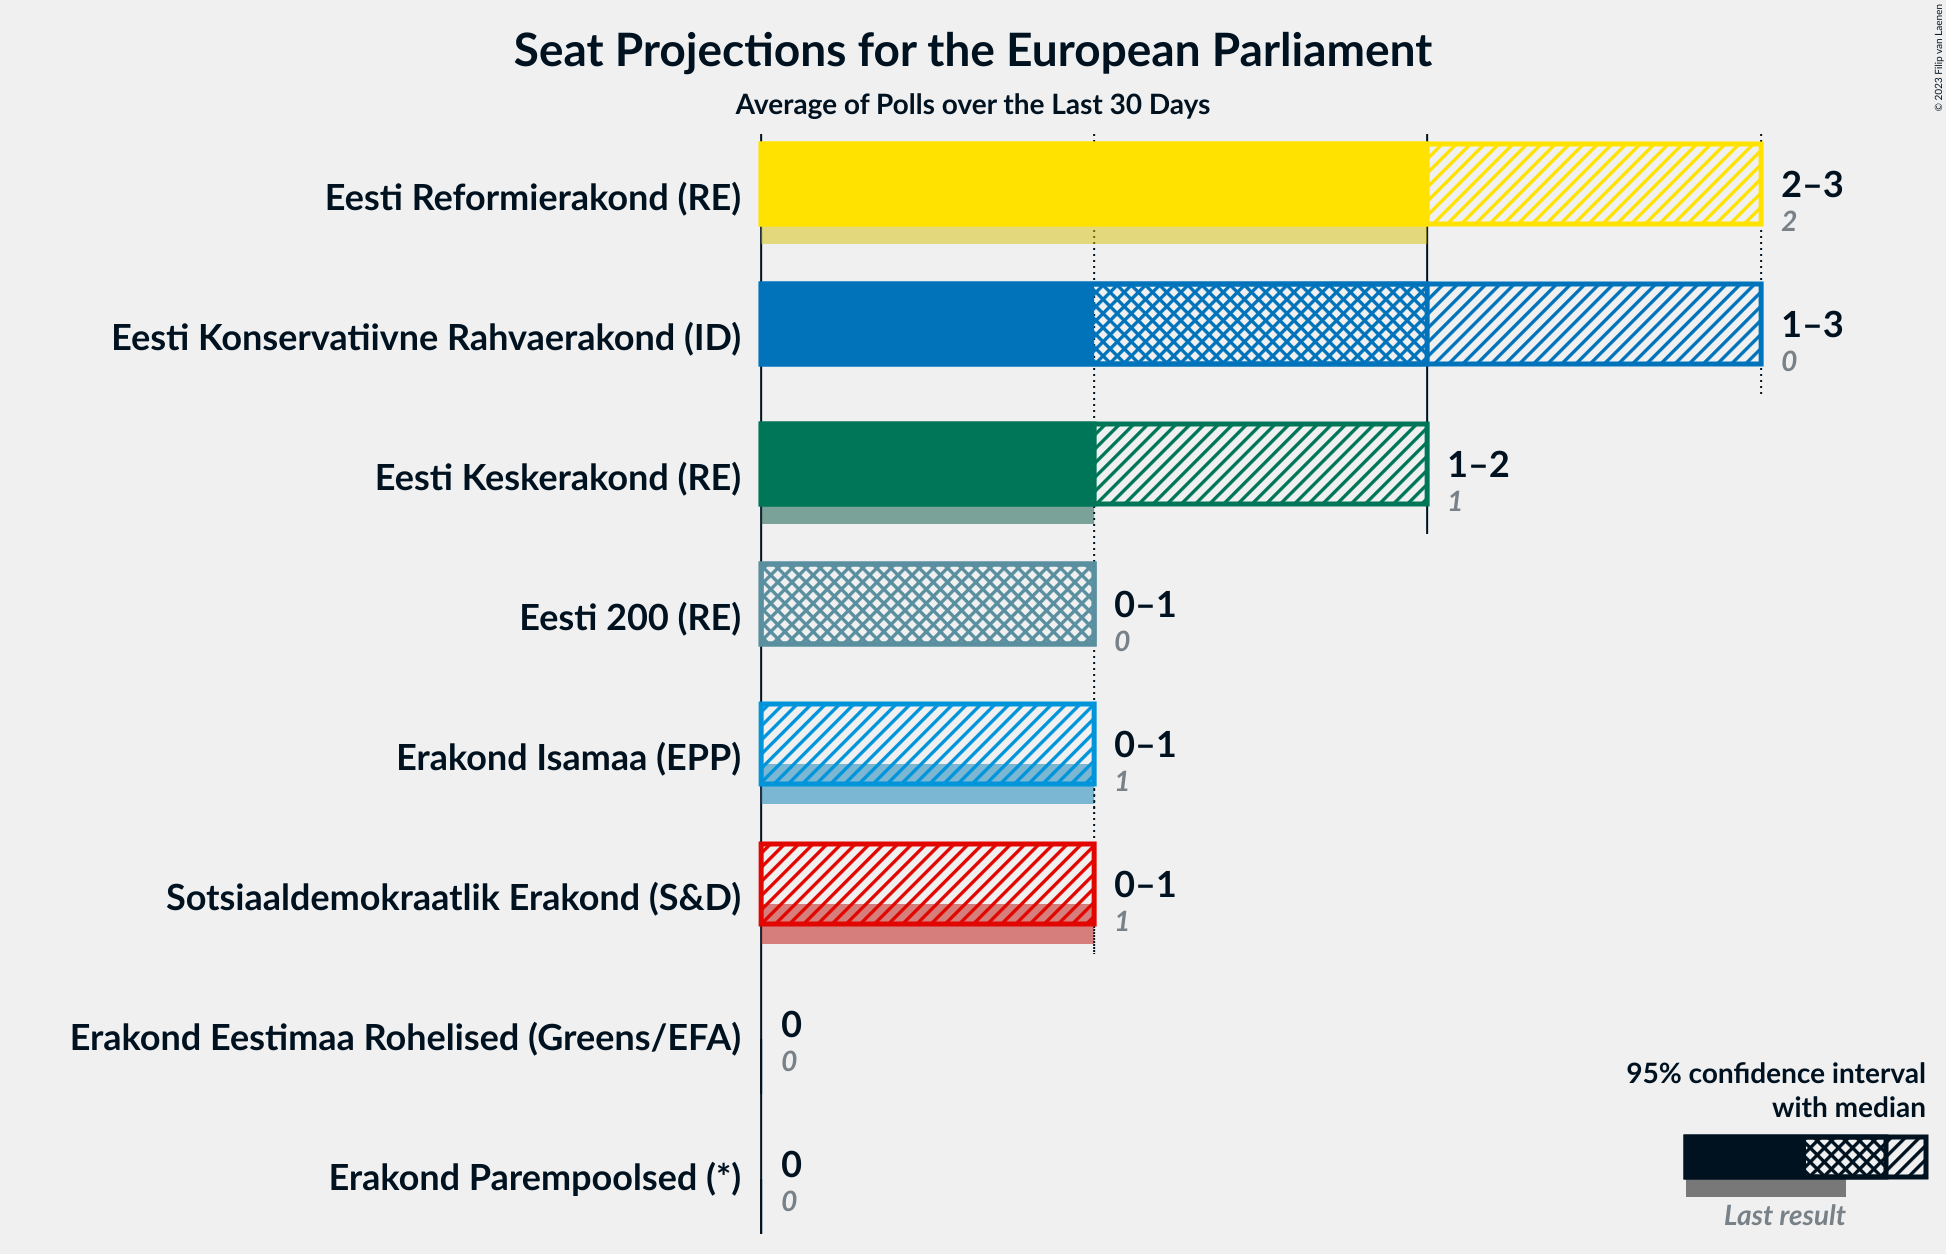 Seat Projections for the European Parliament
Average of Polls over the Last 30 Days
© 2023 Filip van Laenen
Eesti Reformierakond (RE)
2–3
2
Eesti Konservatiivne Rahvaerakond (ID)
1–3
0
Eesti Keskerakond (RE)
1–2
1
Eesti 200 (RE)
0–1
0
Erakond Isamaa (EPP)
0–1
1
Sotsiaaldemokraatlik Erakond (S&D)
0–1
1
Erakond Eestimaa Rohelised (Greens/EFA)
0
0
Erakond Parempoolsed (*)
0
0
95% confidence interval
with median
Last result